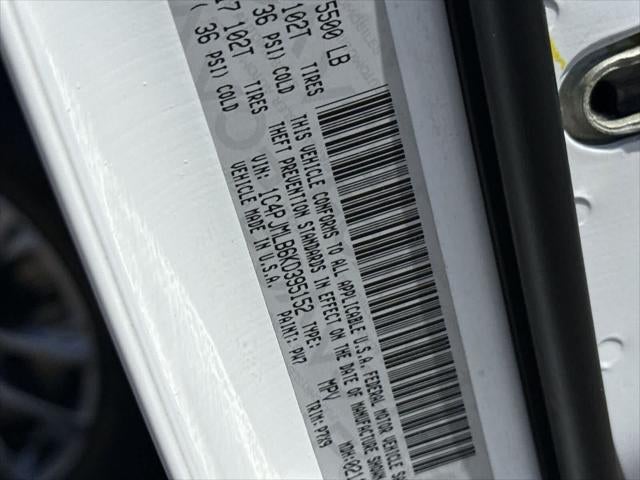 5500 LB
102T TIRES
36 PSI) COLD
17 102T TIRES
( 36 PSI) COLD
THIS VEHICLE CONFORMS TO ALL APPLICABLE U.S.A. FEDERAL MOTOR VEHICLE
THEFT PREVENTION STANDARDS IN EFFECT ON THE DATE OF MANUFACTURE SHOWN
VIN: 1C4PJMLB6KD395152 TYPE: MPV
VEHICLE MADE IN U.S.A. PAINT: PW7 TRIM: